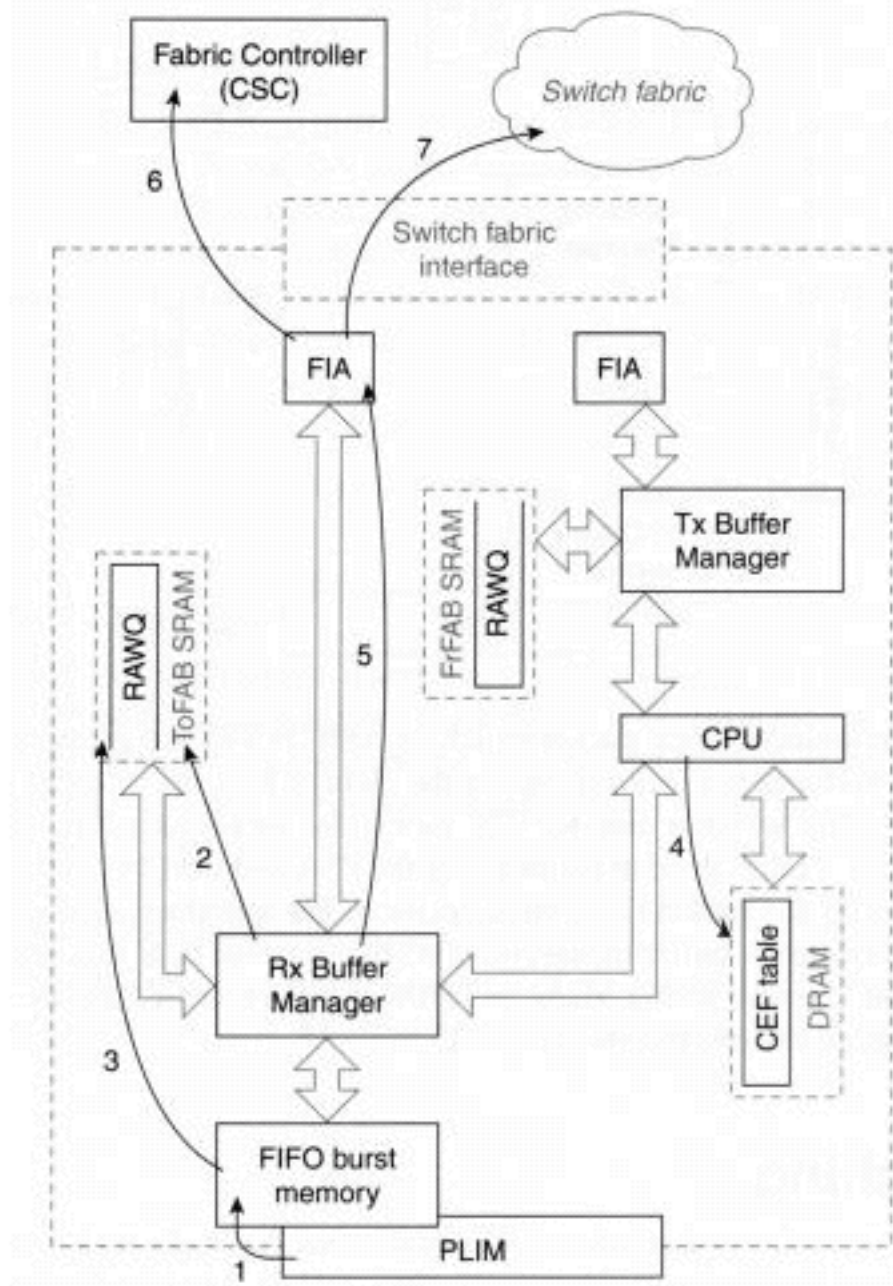 Fabric Controller
(CSC)
Switch fabric
7
6
Switch fabric
interface
FIA
FIA
Tx Buffer
Manager
FrFAB SRAM
RAWQ
RAWQ
ToFAB SRAM
5
CPU
2
4
Rx Buffer
Manager
CEF table
DRAM
3
FIFO burst
memory
PLIM
1